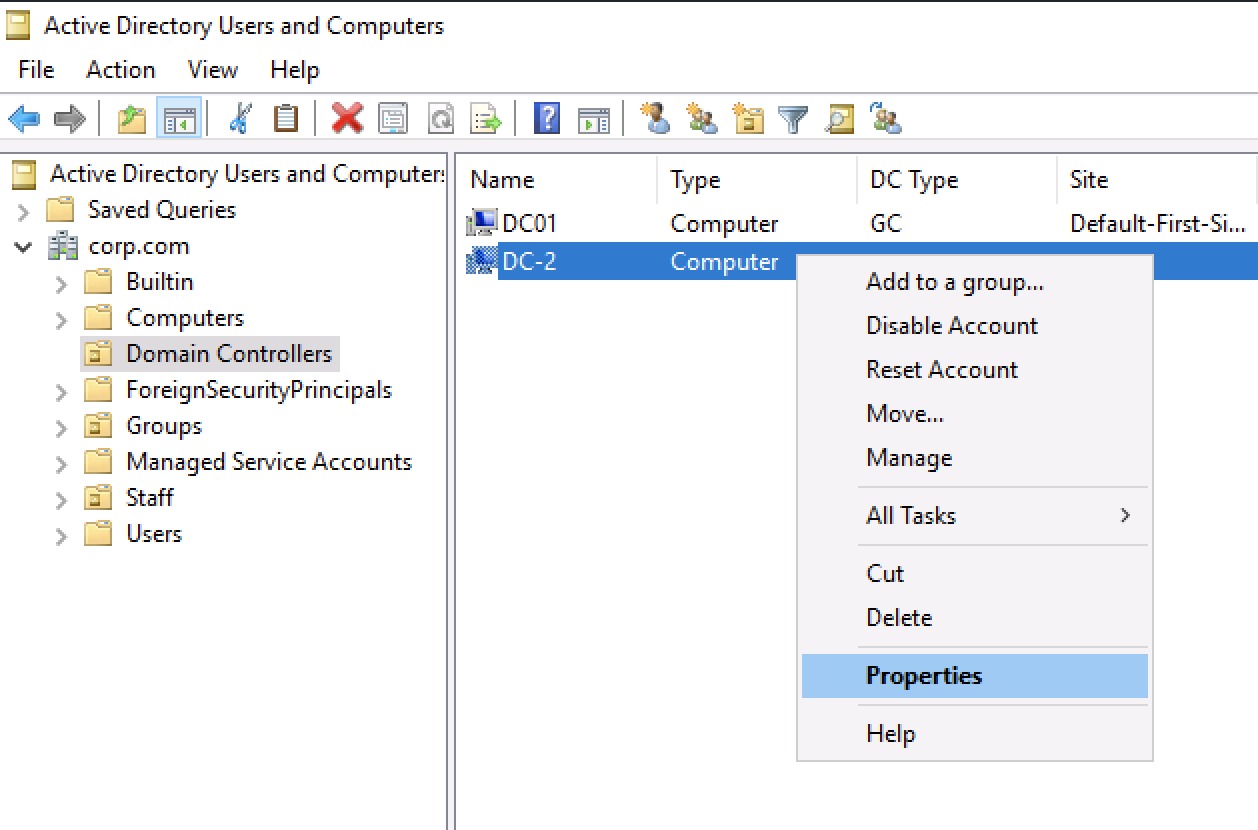 Active Directory Users and Computers
File Action View Help
Active Directory Users and Computers
Saved Queries
corp.com
Builtin
Computers
Domain Controllers
ForeignSecurityPrincipals
Groups
Managed Service Accounts
Staff
Users
Name Type DC Type Site
DC01 Computer GC Default-First-Si...
DC-2 Computer
Add to a group...
Disable Account
Reset Account
Move...
Manage
All Tasks
Cut
Delete
Properties
Help